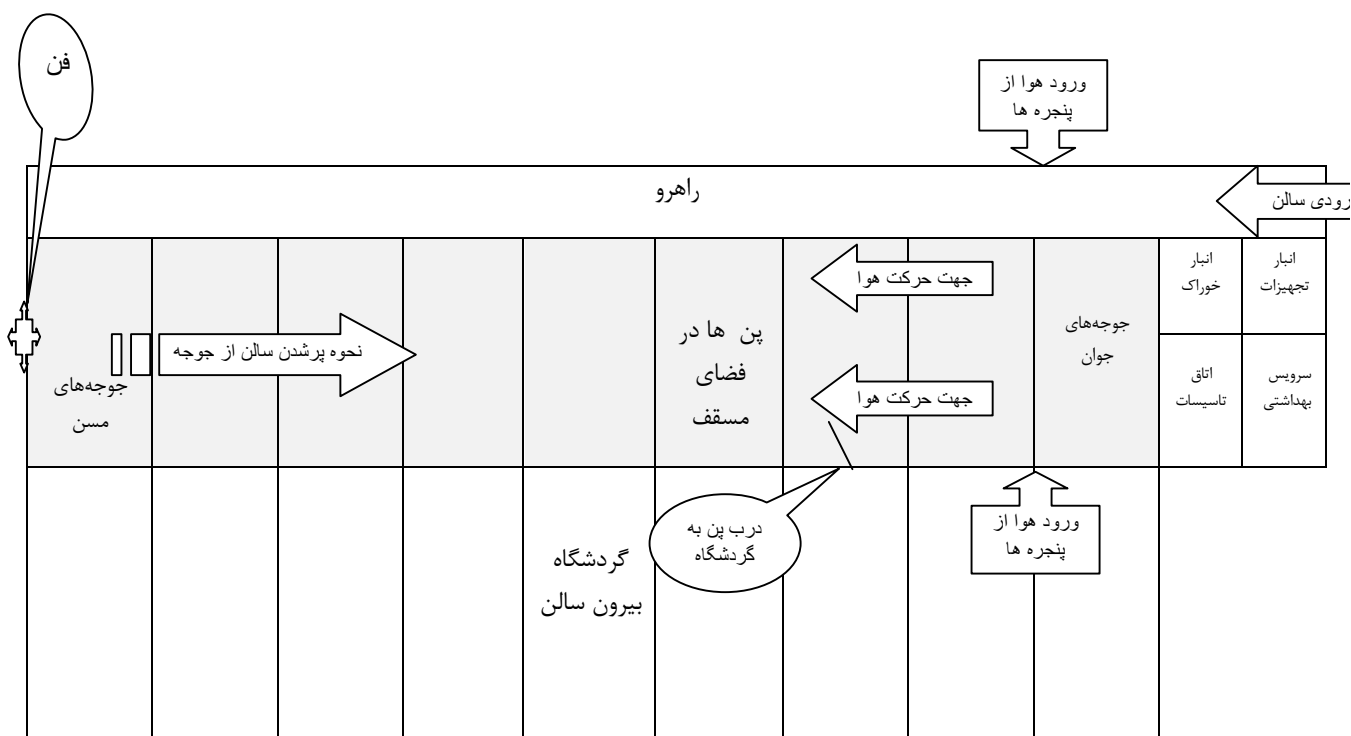 فن
ورود هوا از
پنجره ها
راهرو
رودی سالن
انبار
تجهیزات
انبار
خوراک
سرویس
بهداشتی
اتاق
تاسیسات
جوجه‌های
جوان
جهت حرکت هوا
جهت حرکت هوا
پن ها در
فضای
مسقف
نحوه پرشدن سالن از جوجه
جوجه‌های
مسن
ورود هوا از
پنجره ها
درب پن به
گردشگاه
گردشگاه
بیرون سالن